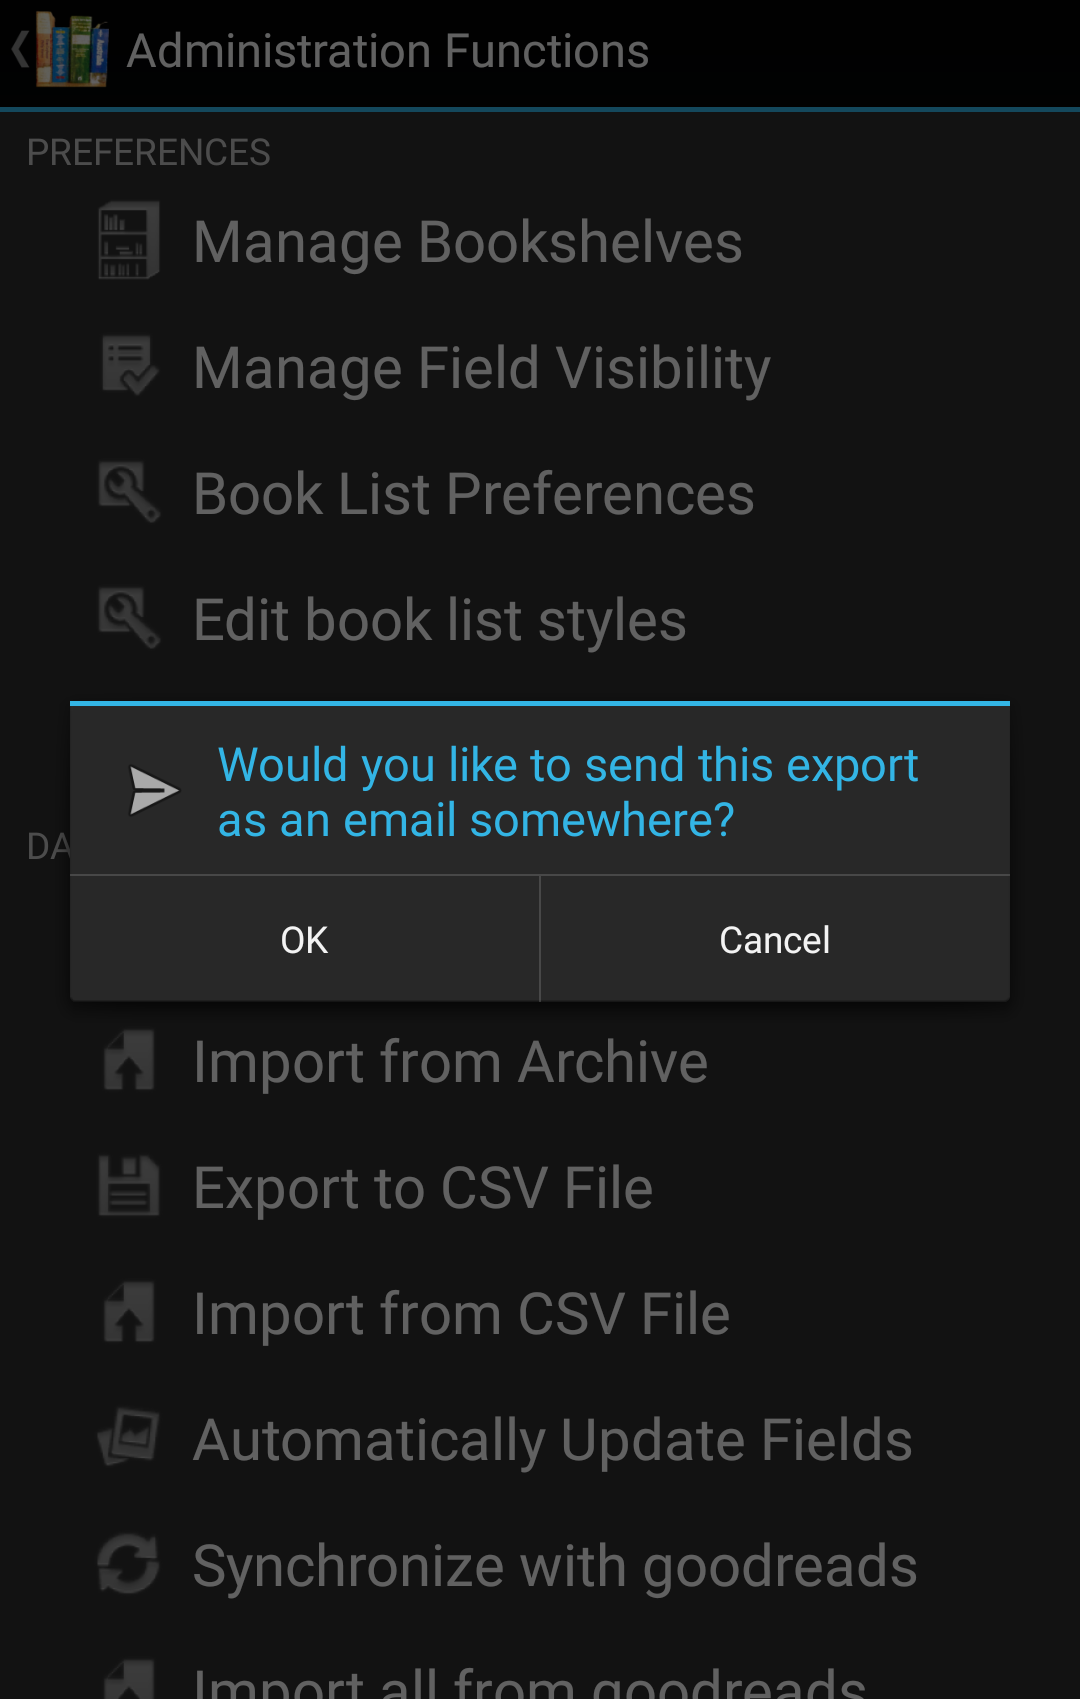 Administration Functions
PREFERENCES
Manage Bookshelves
Manage Field Visibility
Book List Preferences
Edit book list styles
Would you like to send this export
as an email somewhere?
DA
OK
Cancel
Import from Archive
Export to CSV File
Import from CSV File
Automatically Update Fields
Synchronize with goodreads
Import all from goodreads